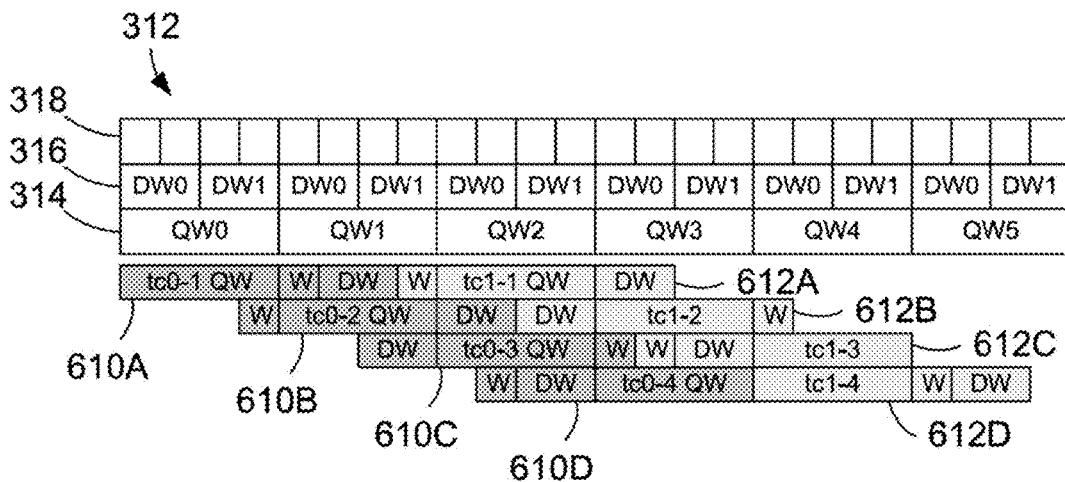 312
318
316
DW0 DW1 DW0 DW1 DW0 DW1 DW0 DW1 DW0 DW1 DW0 DW1
314
QW0 QW1 QW2 QW3 QW4 QW5
tc0-1 QW W DW W tc1-1 QW DW 612A
W tc0-2 QW DW DW tc1-2 W 612B
610A
DW tc0-3 QW W W DW tc1-3 612C
610B
W DW tc0-4 QW tc1-4 W DW
610C
610D
612D